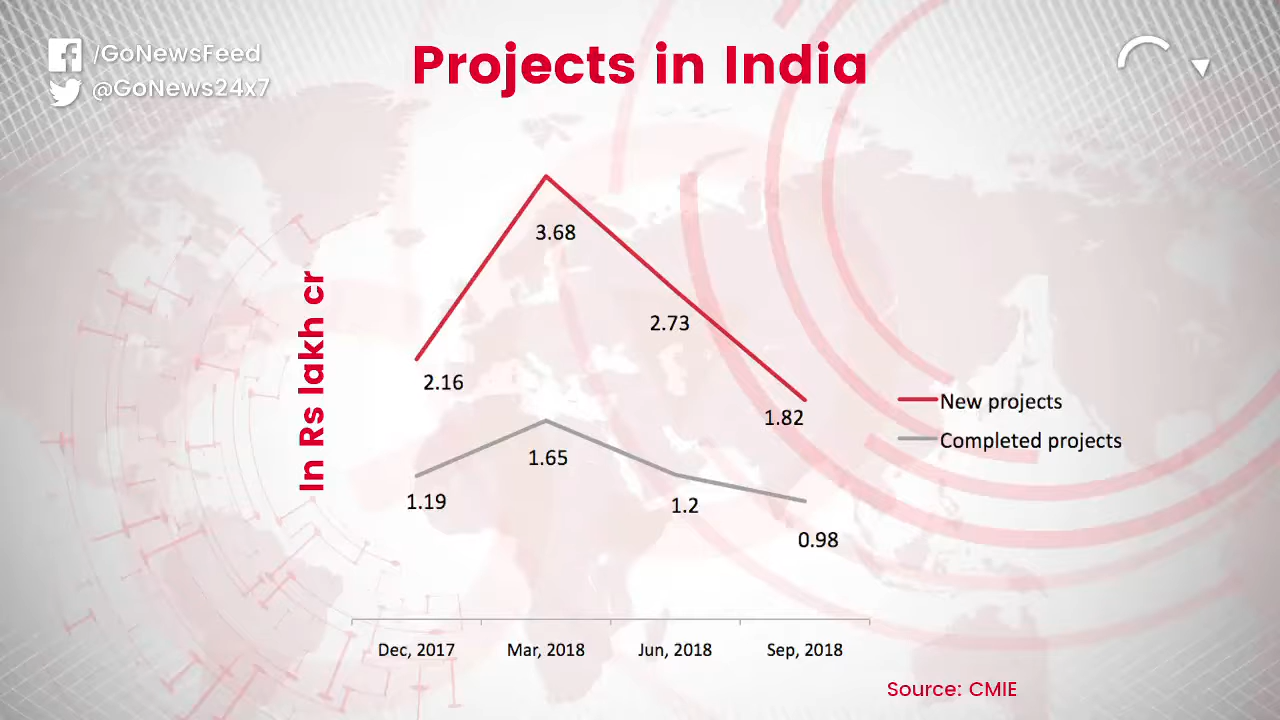 /GoNewsFeed
@GoNews24x7
Projects in India
In Rs lakh cr
3.68
2.73
2.16
1.82
New projects
Completed projects
1.65
1.19
1.2
0.98
Dec, 2017 Mar, 2018 Jun, 2018 Sep, 2018
Source: CMIE